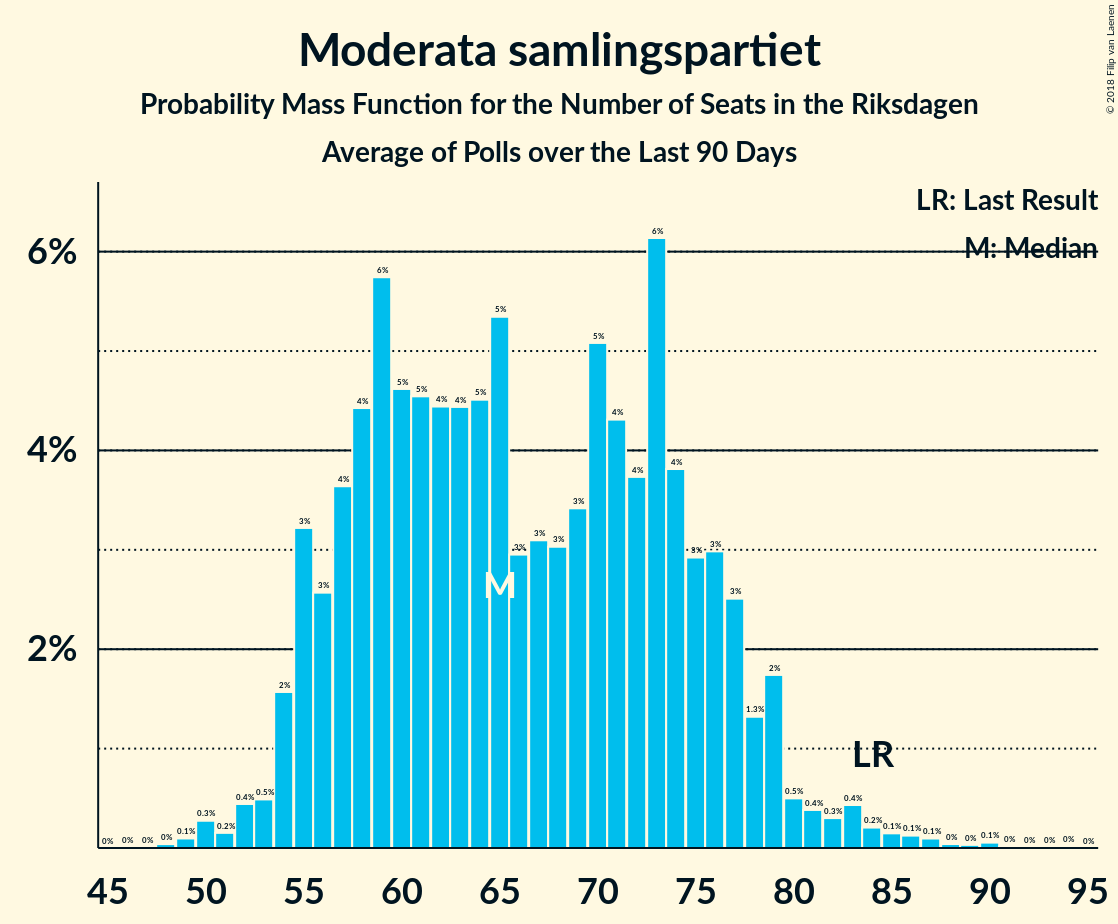 Moderata samlingspartiet
Probability Mass Function for the Number of Seats in the Riksdagen
Average of Polls over the Last 90 Days
© 2018 Filip van Laenen
LR: Last Result
M: Median
6%
4%
2%
0% 0% 0% 0% 0.1% 0.3% 0.2% 0.4% 0.5% 2% 3% 3% 4% 4% 6% 5% 5% 4% 4% 5% 5% 3% 3% 3% 3% 5% 4% 4% 6% 4% 3% 3% 3% 1.3% 2% 0.5% 0.4% 0.3% 0.4% 0.2% 0.1% 0.1% 0.1% 0% 0% 0.1% 0% 0% 0% 0% 0%
M
LR
45 50 55 60 65 70 75 80 85 90 95